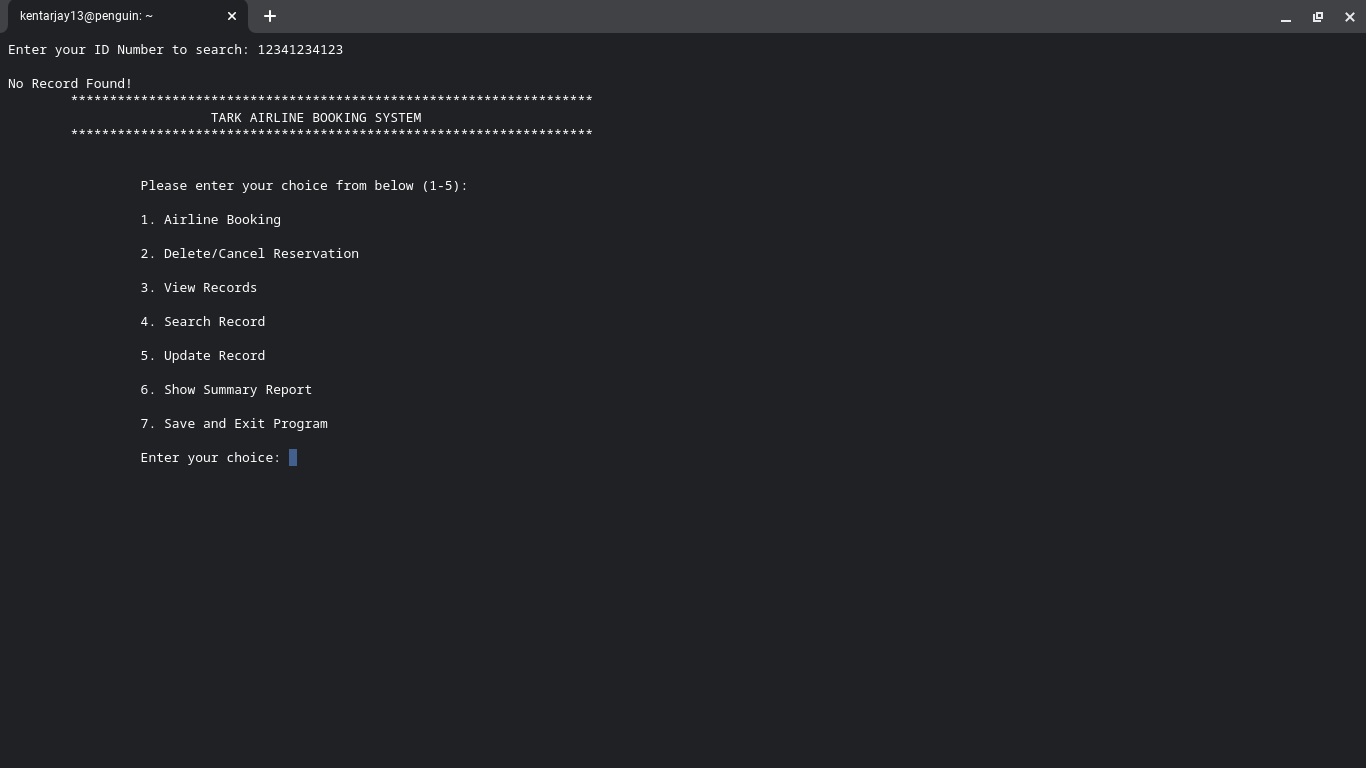 kentarjay13@penguin: ~
Enter your ID Number to search: 12341234123
No Record Found!
*******************************************************************
TARK AIRLINE BOOKING SYSTEM
*******************************************************************
Please enter your choice from below (1-5):
1. Airline Booking
2. Delete/Cancel Reservation
3. View Records
4. Search Record
5. Update Record
6. Show Summary Report
7. Save and Exit Program
Enter your choice: